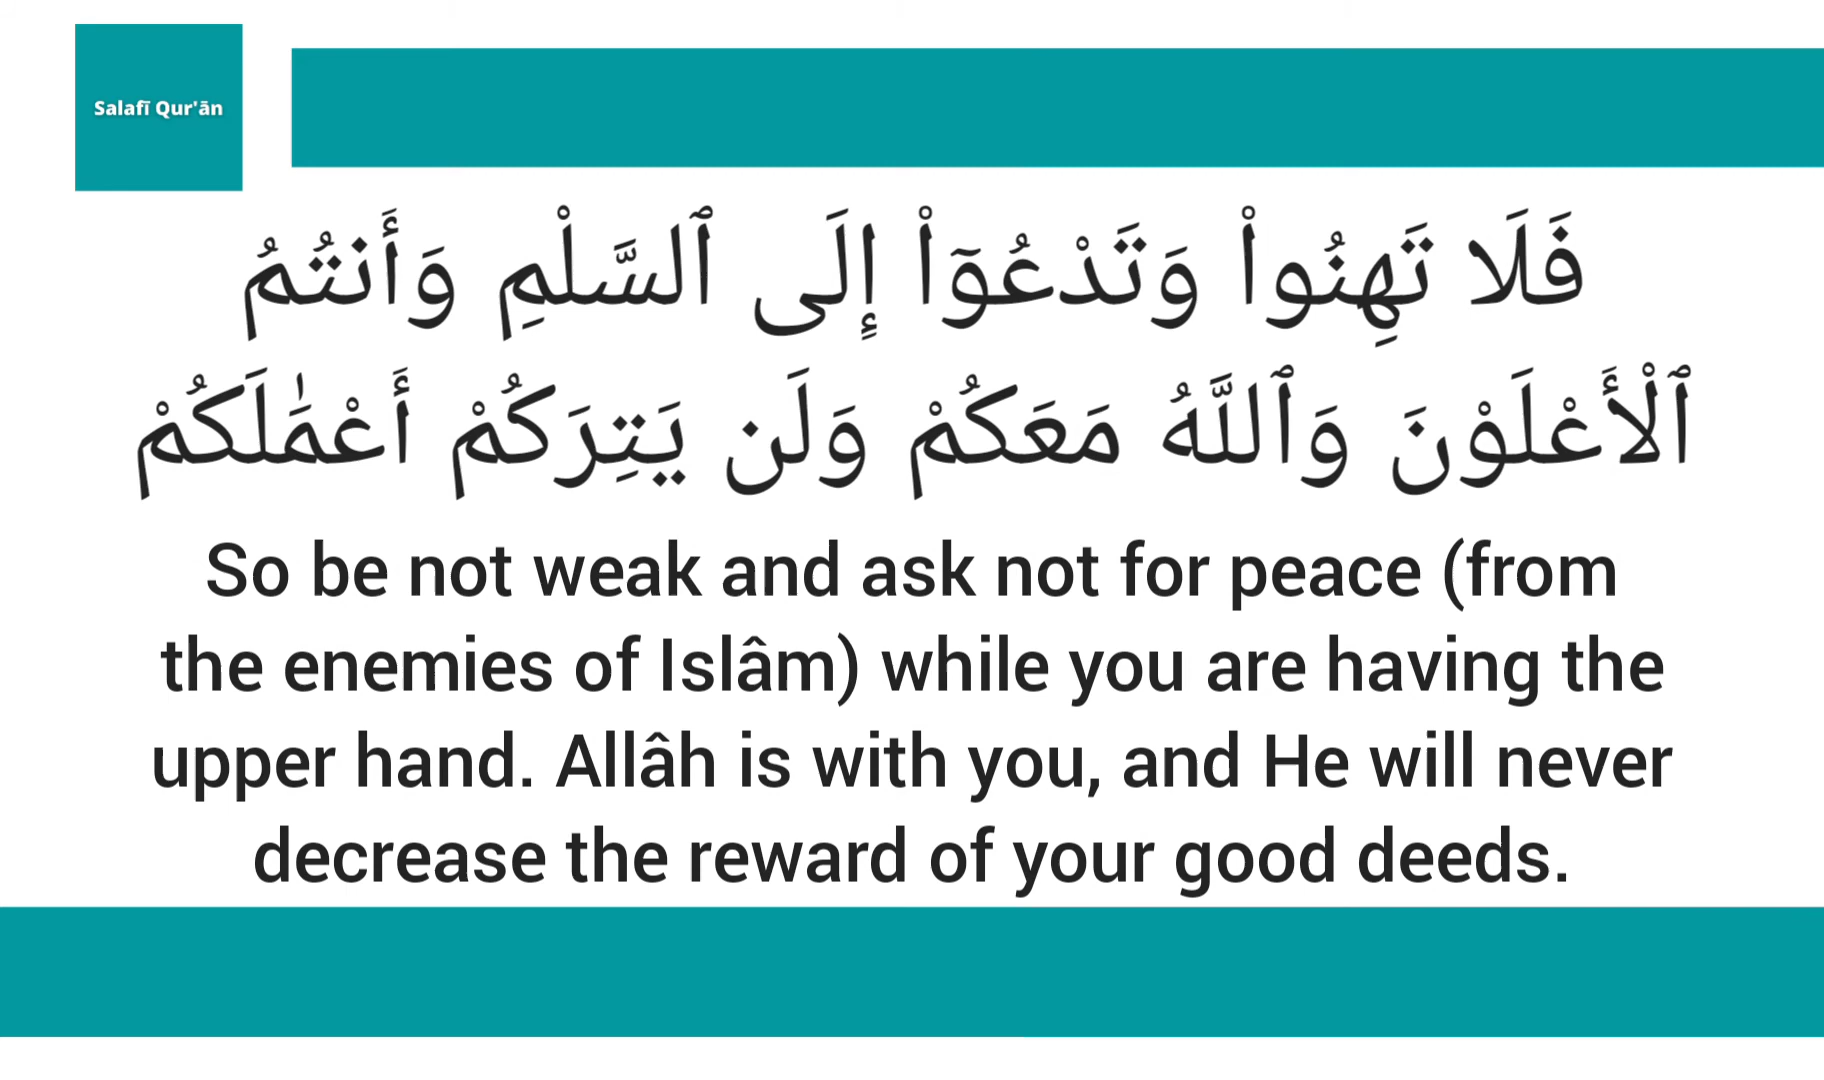 Salafī Qur'ān
فَلَا تَهِنُوا۟ وَتَدْعُوٓا۟ إِلَى ٱلسَّلْمِ وَأَنتُمُ
ٱلْأَعْلَوْنَ وَٱللَّهُ مَعَكُمْ وَلَن يَتِرَكُمْ أَعْمَـٰلَكُمْ
So be not weak and ask not for peace (from
the enemies of Islâm) while you are having the
upper hand. Allâh is with you, and He will never
decrease the reward of your good deeds.